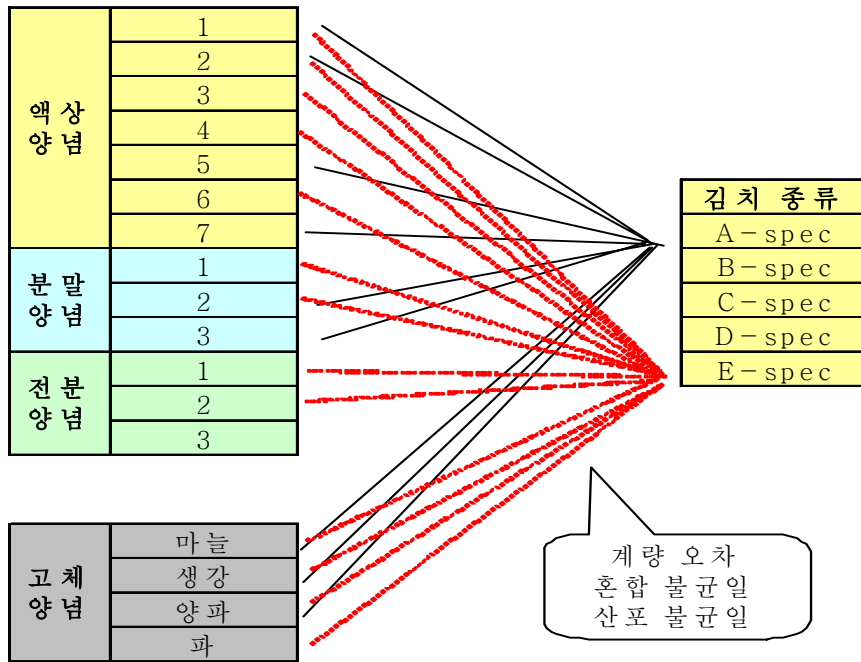 액상
양념
1
2
3
4
5
6
7
분말
양념
1
2
3
전분
양념
1
2
3
고체
양념
마늘
생강
양파
파
김치 종류
A-spec
B-spec
C-spec
D-spec
E-spec
계량 오차
혼합 불균일
산포 불균일